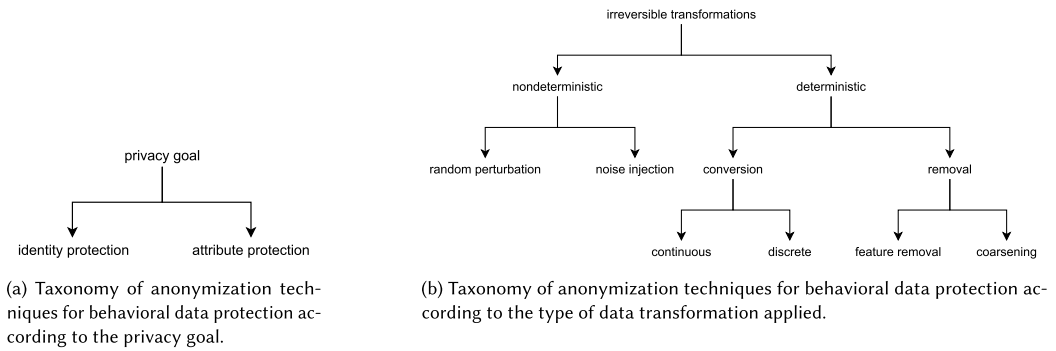 privacy goal
identity protection
attribute protection
(a) Taxonomy of anonymization tech-
niques for behavioral data protection ac-
cording to the privacy goal.
irreversible transformations
nondeterministic
deterministic
random perturbation
noise injection
conversion
removal
continuous
discrete
feature removal
coarsening
(b) Taxonomy of anonymization techniques for behavioral data protection ac-
cording to the type of data transformation applied.